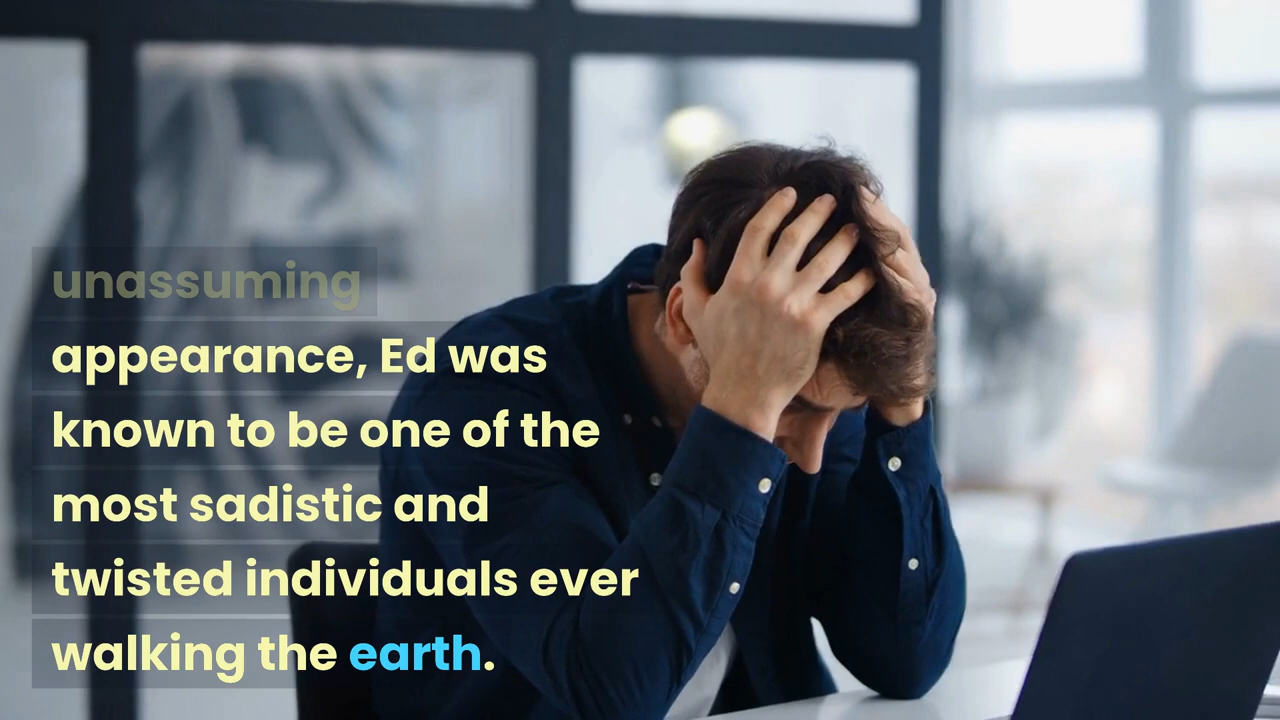 unassuming
appearance, Ed was
known to be one of the
most sadistic and
twisted individuals ever
walking the earth.